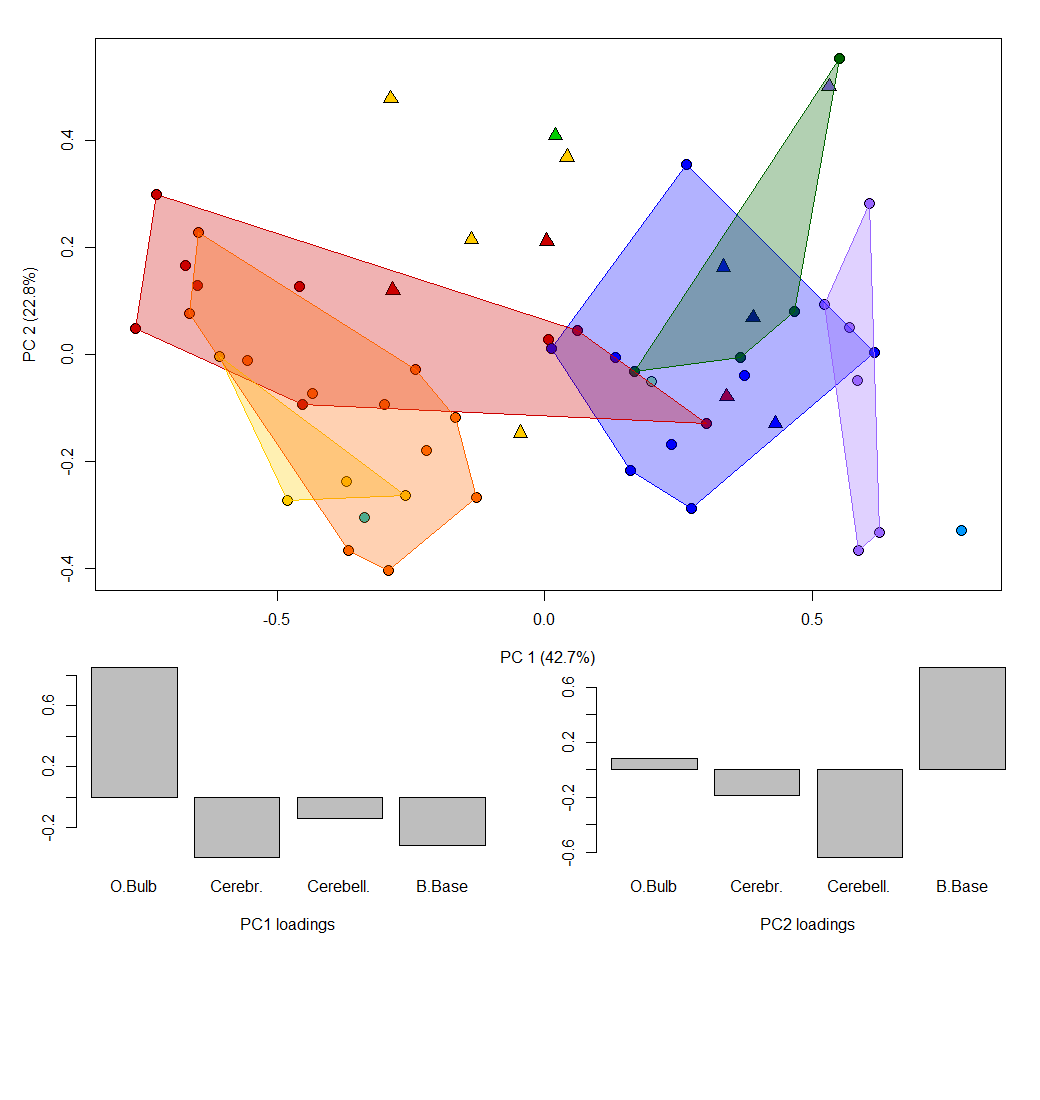 0.4
0.2
0.0
-0.2
-0.4
PC 2 (22.8%)
-0.5 0.0 0.5
PC 1 (42.7%)
0.6
0.2
-0.2
O.Bulb Cerebr. Cerebell. B.Base
PC1 loadings
0.6
0.2
-0.2
-0.6
O.Bulb Cerebr. Cerebell. B.Base
PC2 loadings